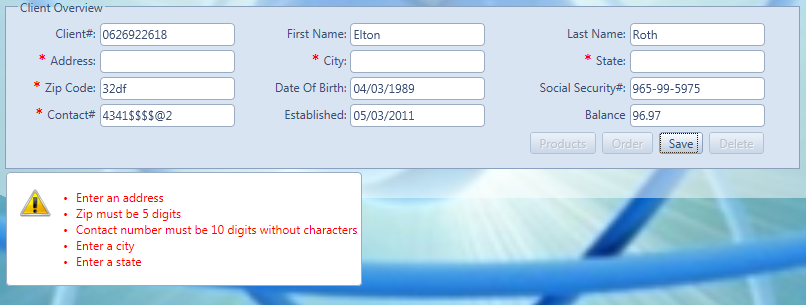 Client Overview
Client#: 0626922618 First Name: Elton Last Name: Roth
* Address: * City: * State:
* Zip Code: 32df Date Of Birth: 04/03/1989 Social Security#: 965-99-5975
* Contact# 4341$$$$@2 Established: 05/03/2011 Balance 96.97
Products Order Save Delete
• Enter an address
• Zip must be 5 digits
• Contact number must be 10 digits without characters
• Enter a city
• Enter a state